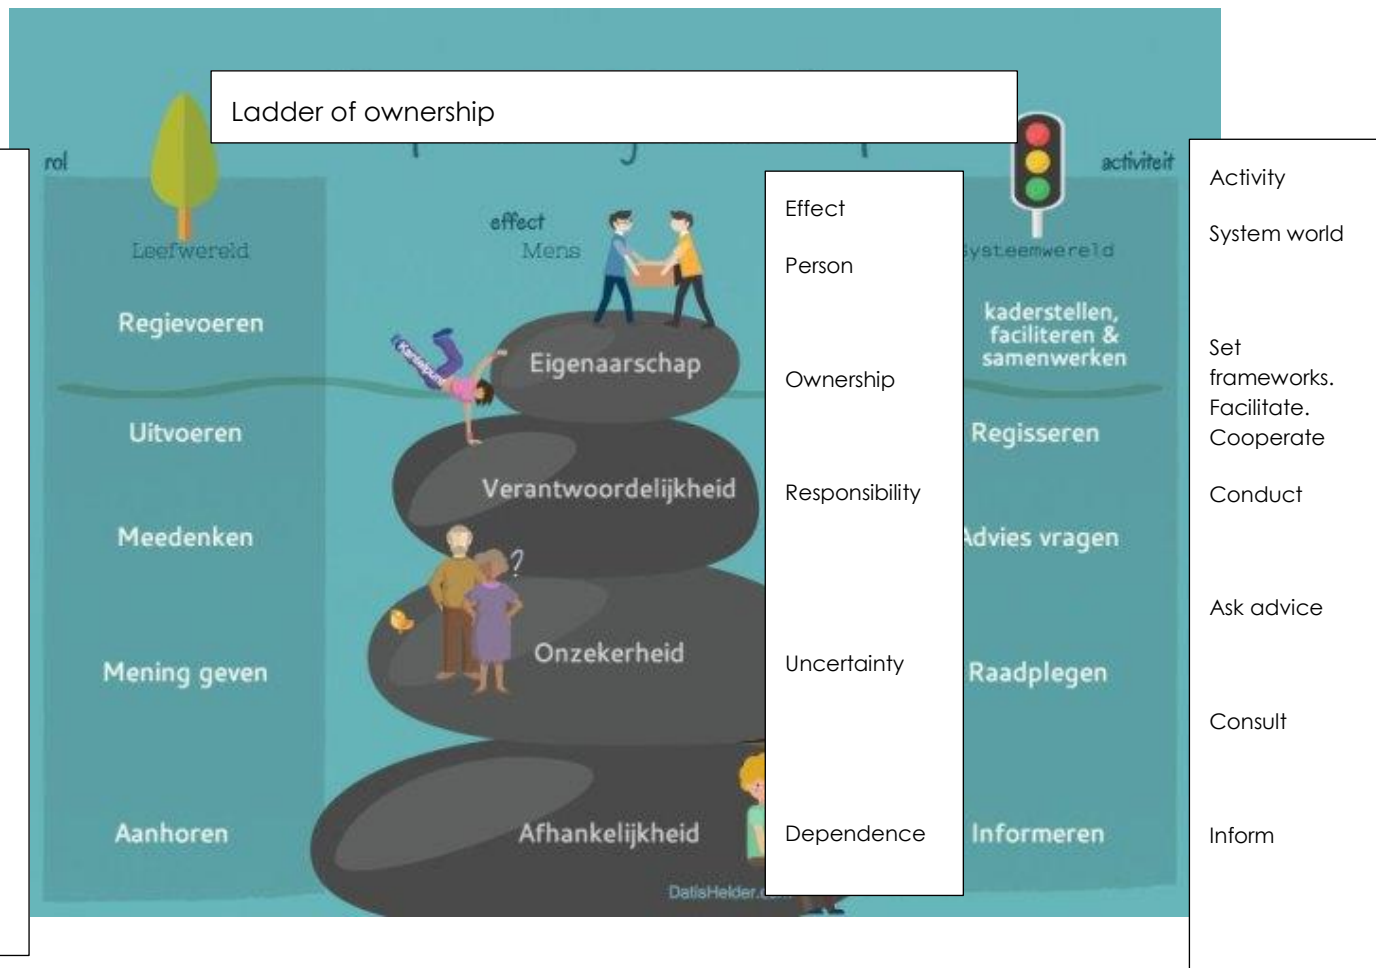 Ladder of ownership
rol
Leefwereld
Regievoeren
Uitvoeren
Meedenken
Mening geven
Aanhoren
effect
Mens
Kantelpunt
Eigenaarschap
Verantwoordelijkheid
?
Onzekerheid
Afhankelijkheid
Effect
Person
Ownership
Responsibility
Uncertainty
Dependence
activiteit
kaderstellen,
faciliteren &
samenwerken
Regisseren
Advies vragen
Raadplegen
Informeren
Activity
System world
Set
frameworks.
Facilitate.
Cooperate
Conduct
Ask advice
Consult
Inform